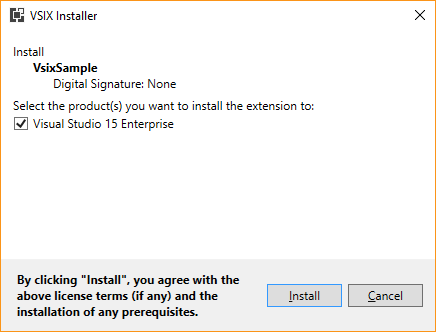 VSIX Installer
Install
VsixSample
Digital Signature: None
Select the product(s) you want to install the extension to:
Visual Studio 15 Enterprise
By clicking "Install", you agree with the
above license terms (if any) and the
installation of any prerequisites.
Install
Cancel